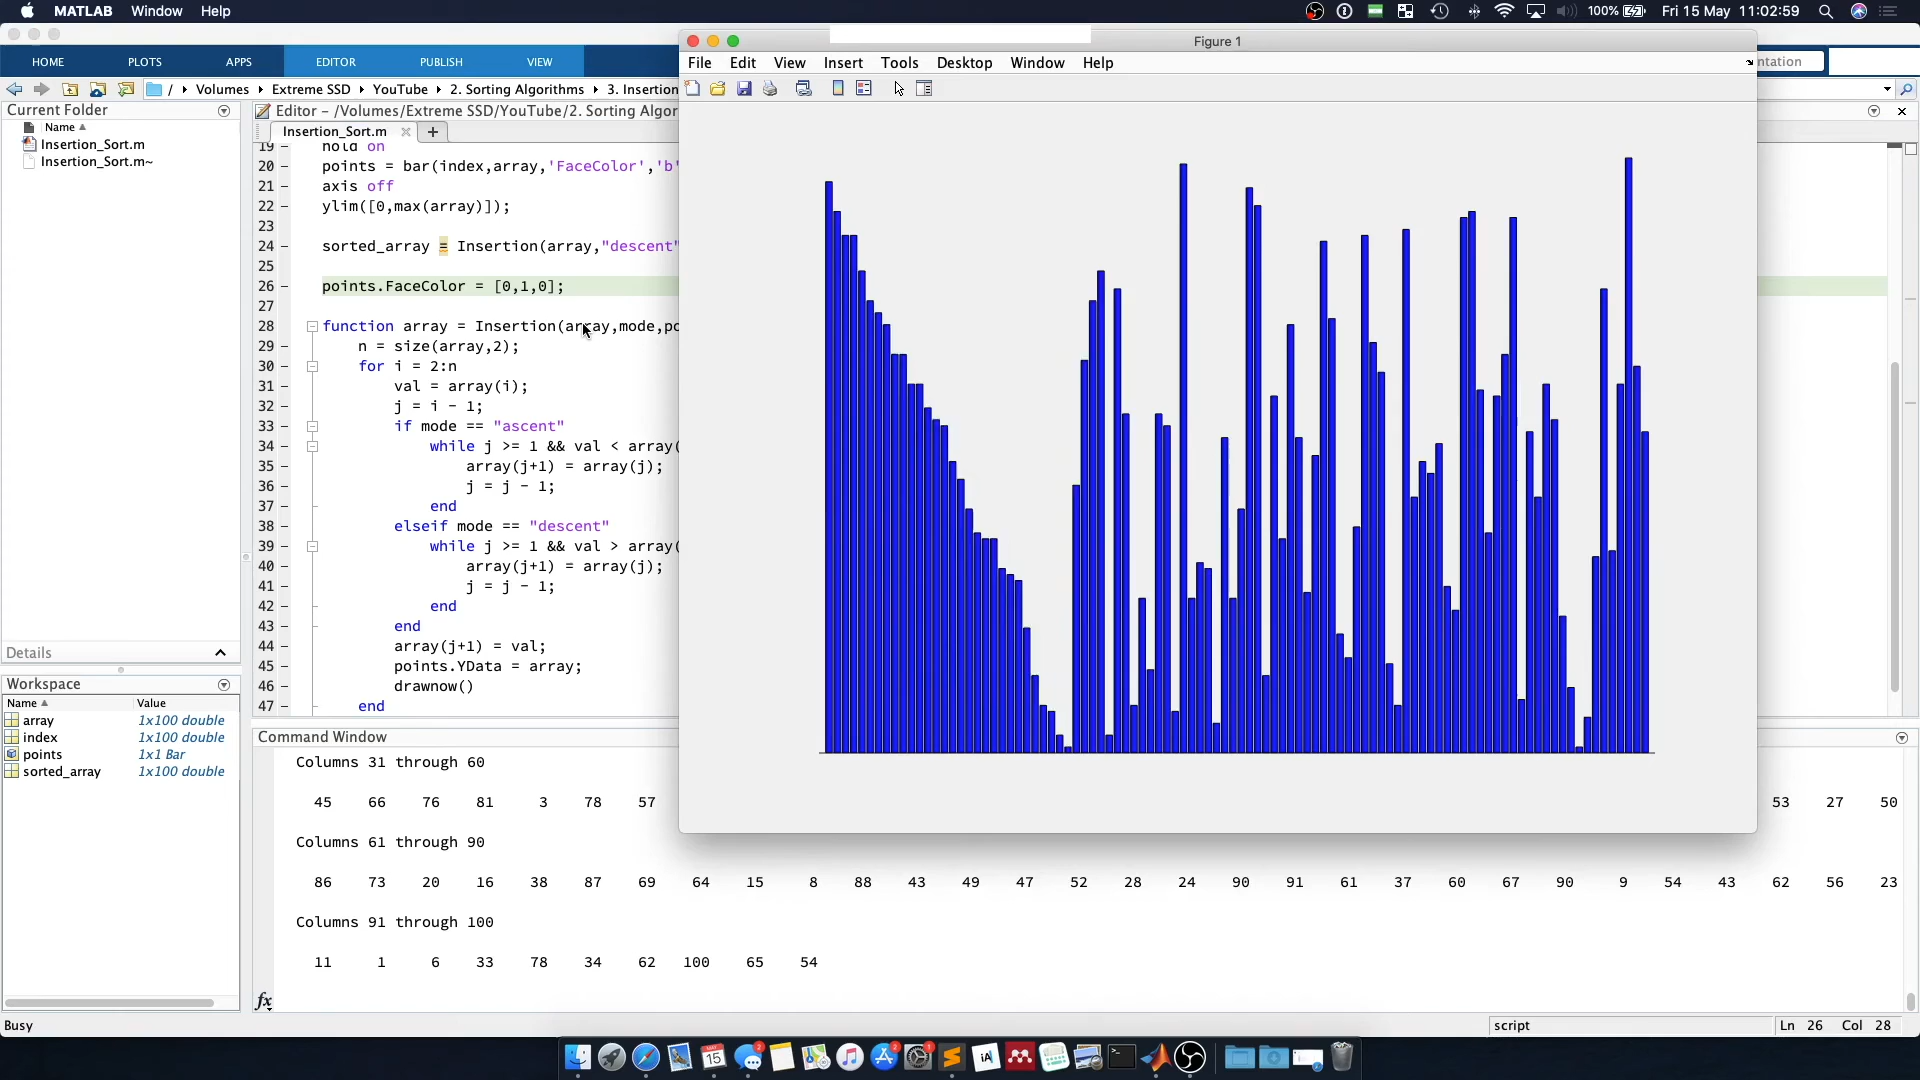 MATLAB Window Help
100% Fri 15 May 11:02:59
Figure 1
HOME PLOTS APPS EDITOR PUBLISH VIEW
File Edit View Insert Tools Desktop Window Help
ntation
/ Volumes Extreme SSD YouTube 2. Sorting Algorithms 3. Insertion
Current Folder
Name
Insertion_Sort.m
Insertion_Sort.m~
Editor – /Volumes/Extreme SSD/YouTube/2. Sorting Algor
Insertion_Sort.m
19 – hold on
20 – points = bar(index,array,'FaceColor','b'
21 – axis off
22 – ylim([0,max(array)]);
23
24 – sorted_array = Insertion(array,"descent"
25
26 – points.FaceColor = [0,1,0];
27
28 function array = Insertion(array,mode,po
29 – n = size(array,2);
30 – for i = 2:n
31 – val = array(i);
32 – j = i - 1;
33 – if mode == "ascent"
34 – while j >= 1 && val < array(
35 – array(j+1) = array(j);
36 – j = j - 1;
37 – end
38 – elseif mode == "descent"
39 – while j >= 1 && val > array(
40 – array(j+1) = array(j);
41 – j = j - 1;
42 – end
43 – end
44 – array(j+1) = val;
45 – points.YData = array;
46 – drawnow()
47 – end
Details
Workspace
Name Value
array 1x100 double
index 1x100 double
points 1x1 Bar
sorted_array 1x100 double
Command Window
Columns 31 through 60
45 66 76 81 3 78 57 53 27 50
Columns 61 through 90
86 73 20 16 38 87 69 64 15 8 88 43 49 47 52 28 24 90 91 61 37 60 67 90 9 54 43 62 56 23
Columns 91 through 100
11 1 6 33 78 34 62 100 65 54
fx
Busy
script
Ln 26 Col 28